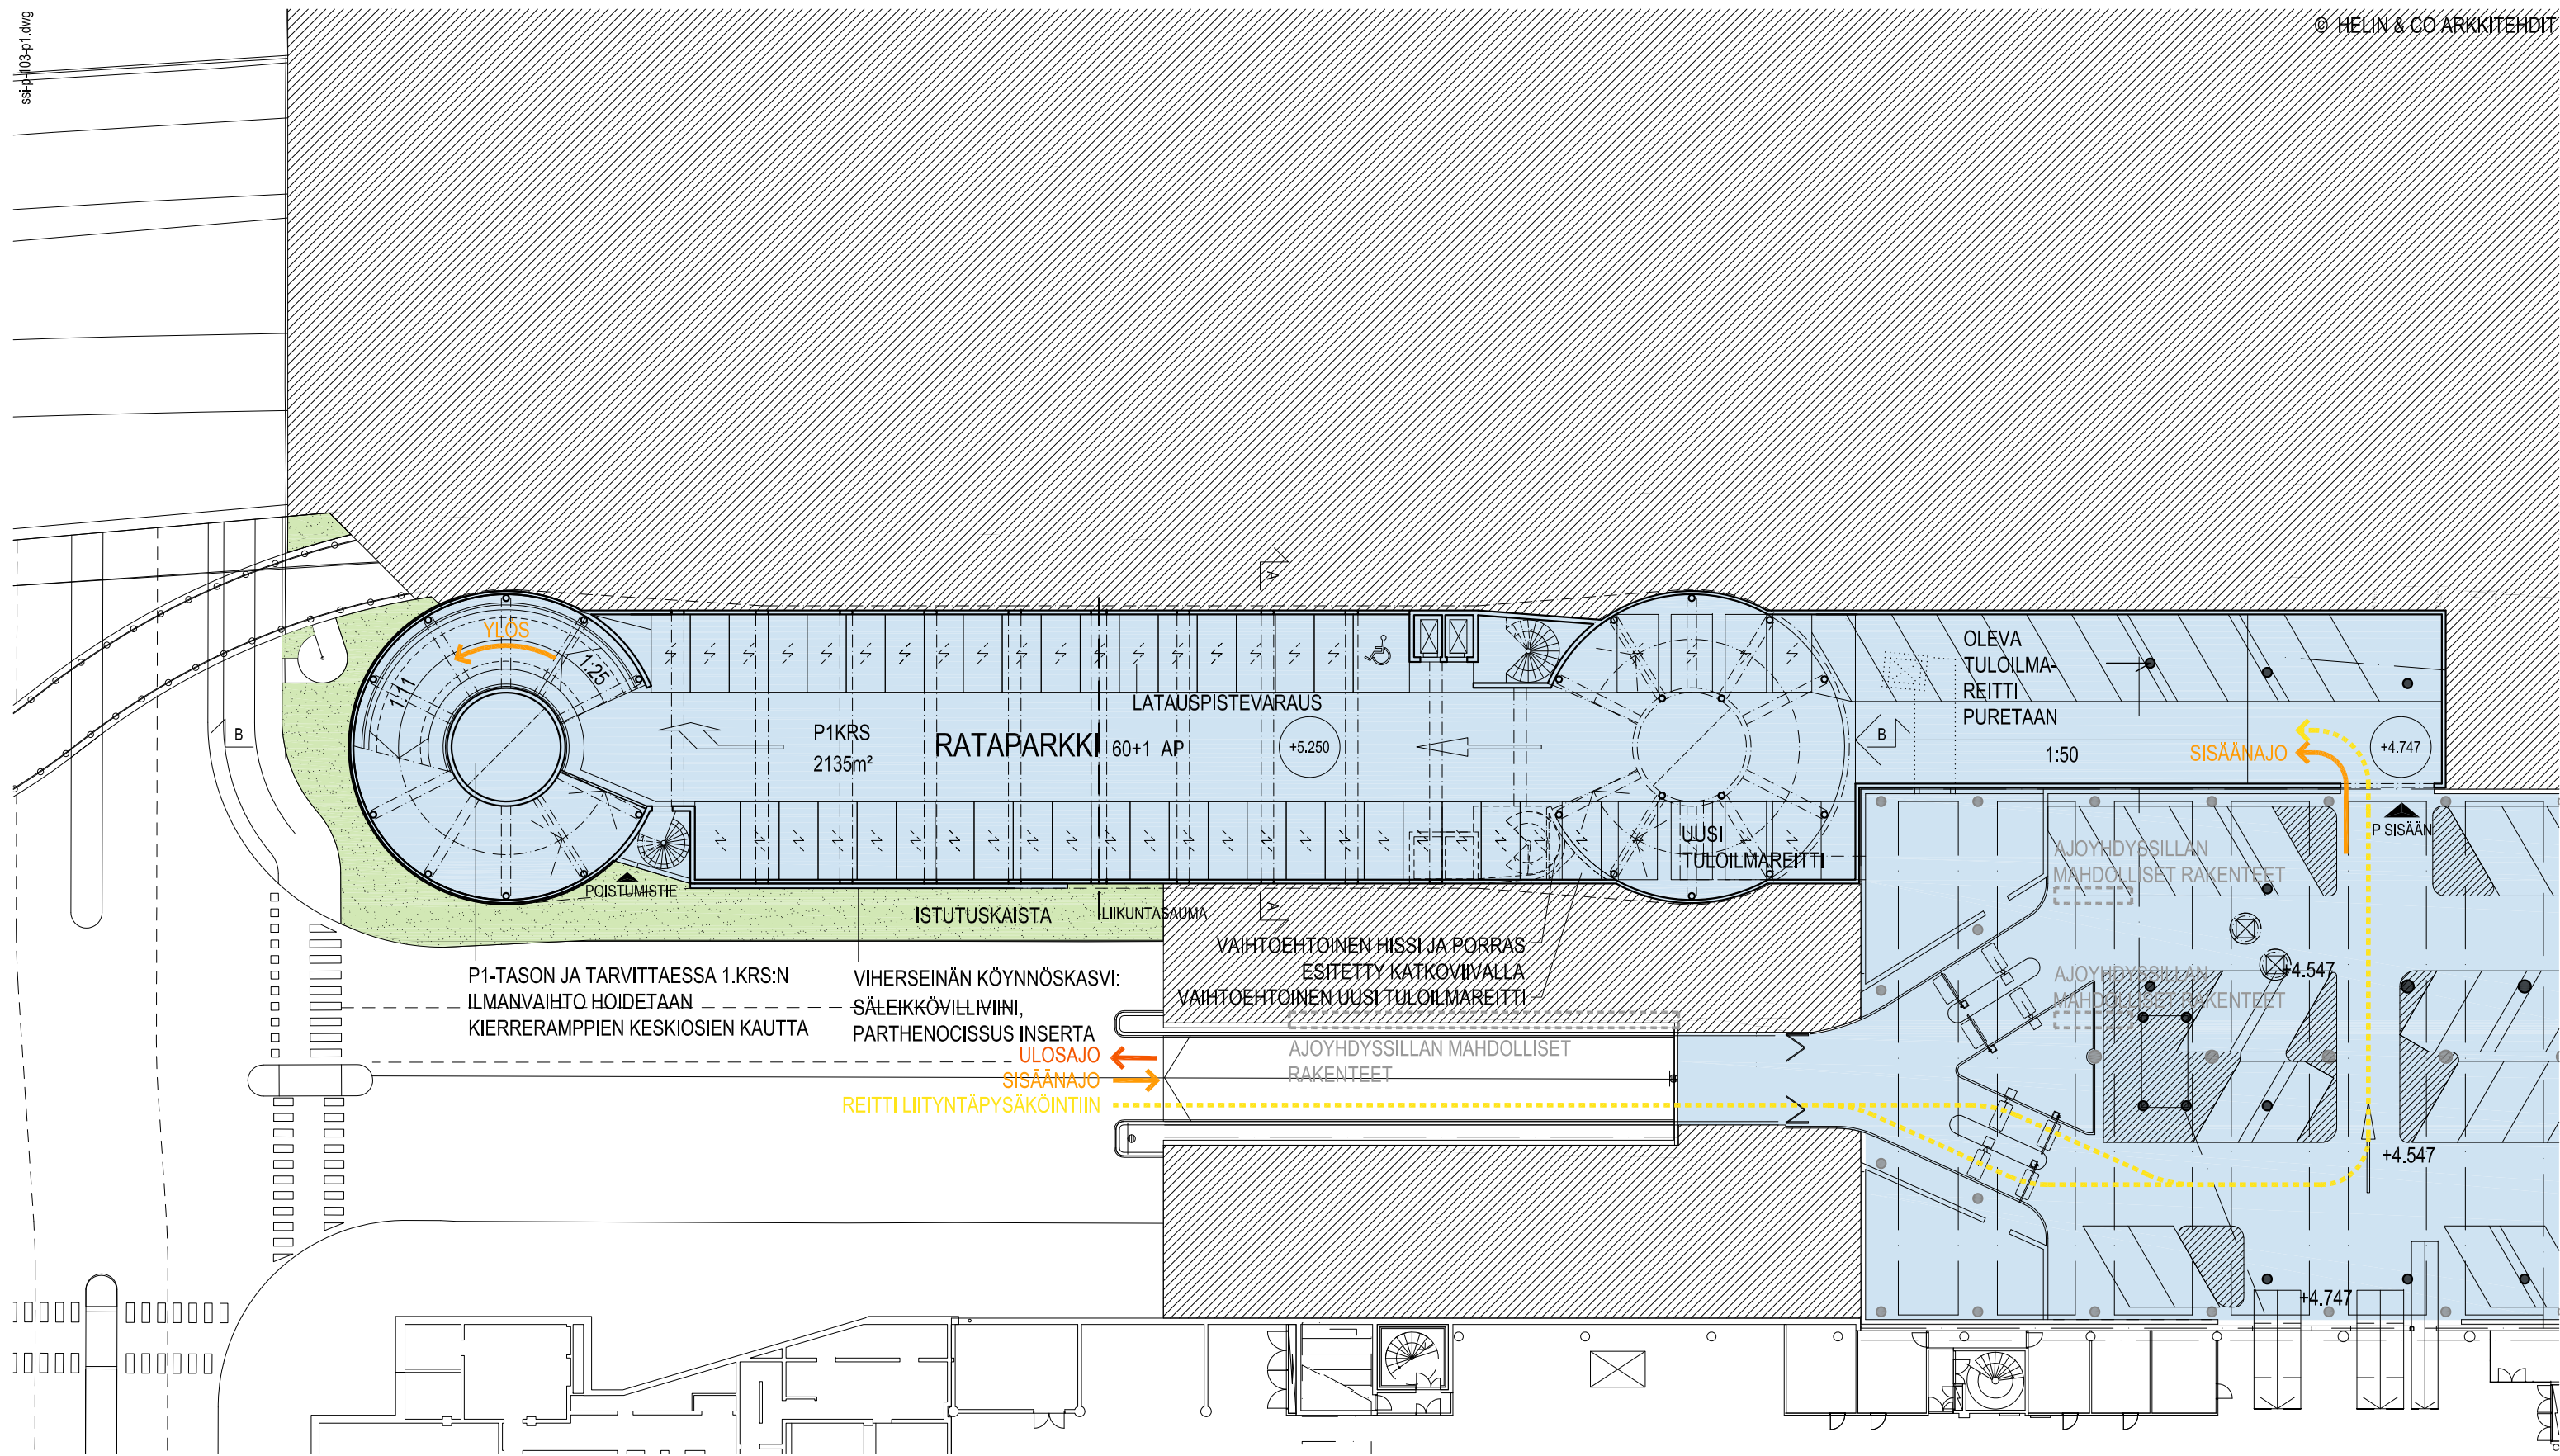 ssi-p-103-p1.dwg
© HELIN & CO ARKKITEHDIT
A
YLÖS
1:25
1:11
OLEVA
TULOILMA-
REITTI
PURETAAN
LATAUSPISTEVARAUS
P1KRS
2135m²
RATAPARKKI 60+1 AP
+5.250
B
B
1:50
SISÄÄNAJO
+4.747
P SISÄÄN
UUSI
TULOILMAREITTI
AJOYHDYSSILLAN
MAHDOLLISET RAKENTEET
POISTUMISTIE
ISTUTUSKAISTA
LIIKUNTASAUMA
A
VAIHTOEHTOINEN HISSI JA PORRAS
ESITETTY KATKOVIIVALLA
VAIHTOEHTOINEN UUSI TULOILMAREITTI
+4.547
AJOYHDYSSILLAN
MAHDOLLISET RAKENTEET
P1-TASON JA TARVITTAESSA 1.KRS:N
ILMANVAIHTO HOIDETAAN
KIERRERAMPPIEN KESKIOSIEN KAUTTA
VIHERSEINÄN KÖYNNÖSKASVI:
SÄLEIKKÖVILLIVIINI,
PARTHENOCISSUS INSERTA
ULOSAJO
SISÄÄNAJO
REITTI LIITYNTÄPYSÄKÖINTIIN
AJOYHDYSSILLAN MAHDOLLISET
RAKENTEET
+4.547
+4.747